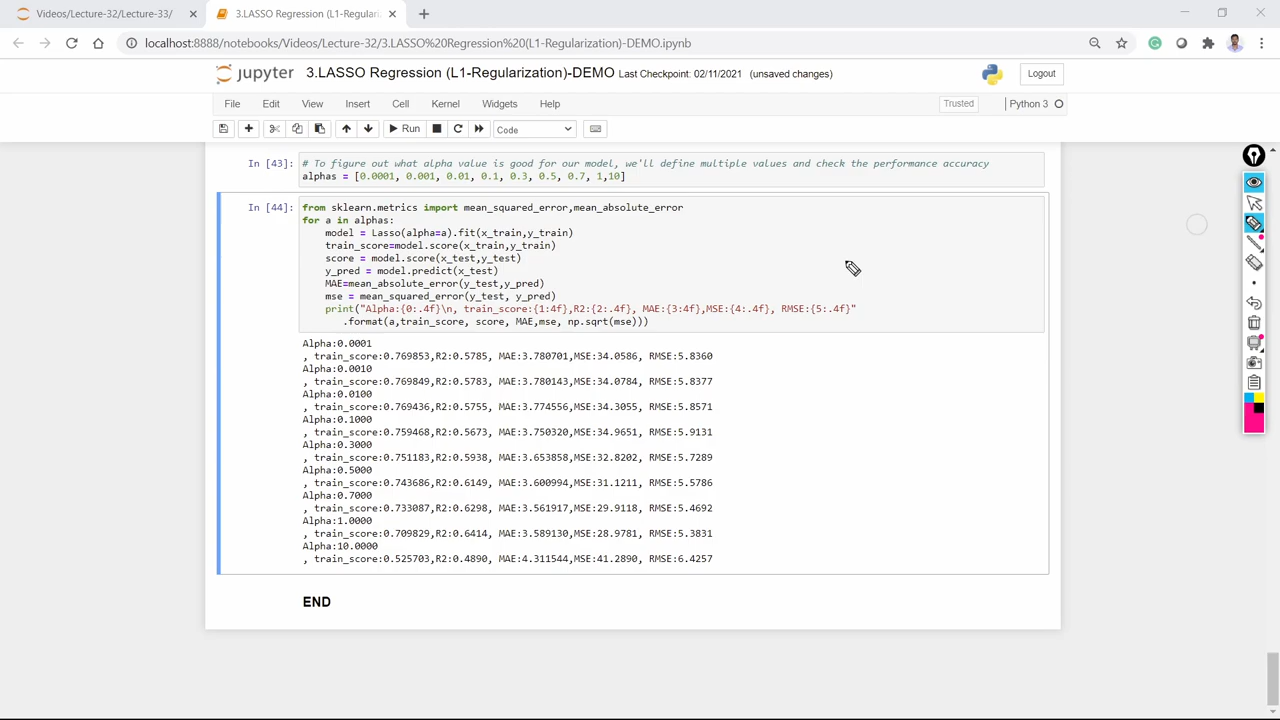 Videos/Lecture-32/Lecture-33/
3.LASSO Regression (L1-Regulari
localhost:8888/notebooks/Videos/Lecture-32/3.LASSO%20Regression%20(L1-Regularization)-DEMO.ipynb
jupyter 3.LASSO Regression (L1-Regularization)-DEMO Last Checkpoint: 02/11/2021 (unsaved changes)
Logout
File Edit View Insert Cell Kernel Widgets Help
Trusted
Python 3
Run
Code
In [43]: # To figure out what alpha value is good for our model, we'll define multiple values and check the performance accuracy
alphas = [0.0001, 0.001, 0.01, 0.1, 0.3, 0.5, 0.7, 1,10]
In [44]: from sklearn.metrics import mean_squared_error,mean_absolute_error
for a in alphas:
model = Lasso(alpha=a).fit(x_train,y_train)
train_score=model.score(x_train,y_train)
score = model.score(x_test,y_test)
y_pred = model.predict(x_test)
MAE=mean_absolute_error(y_test,y_pred)
mse = mean_squared_error(y_test, y_pred)
print("Alpha:{0:.4f}\n, train_score:{1:4f},R2:{2:.4f}, MAE:{3:4f},MSE:{4:.4f}, RMSE:{5:.4f}"
.format(a,train_score, score, MAE,mse, np.sqrt(mse)))
Alpha:0.0001
, train_score:0.769853,R2:0.5785, MAE:3.780701,MSE:34.0586, RMSE:5.8360
Alpha:0.0010
, train_score:0.769849,R2:0.5783, MAE:3.780143,MSE:34.0784, RMSE:5.8377
Alpha:0.0100
, train_score:0.769436,R2:0.5755, MAE:3.774556,MSE:34.3055, RMSE:5.8571
Alpha:0.1000
, train_score:0.759468,R2:0.5673, MAE:3.750320,MSE:34.9651, RMSE:5.9131
Alpha:0.3000
, train_score:0.751183,R2:0.5938, MAE:3.653858,MSE:32.8202, RMSE:5.7289
Alpha:0.5000
, train_score:0.743686,R2:0.6149, MAE:3.600994,MSE:31.1211, RMSE:5.5786
Alpha:0.7000
, train_score:0.733087,R2:0.6298, MAE:3.561917,MSE:29.9118, RMSE:5.4692
Alpha:1.0000
, train_score:0.709829,R2:0.6414, MAE:3.589130,MSE:28.9781, RMSE:5.3831
Alpha:10.0000
, train_score:0.525703,R2:0.4890, MAE:4.311544,MSE:41.2890, RMSE:6.4257
END